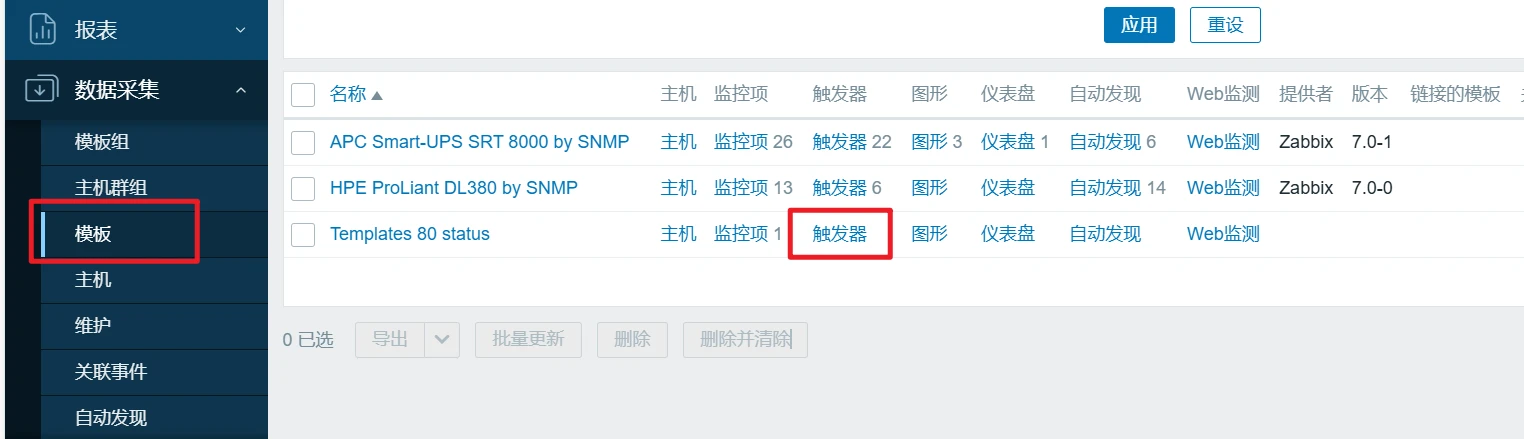 报表
应用 重设
数据采集
名称 主机 监控项 触发器 图形 仪表盘 自动发现 Web监测 提供者 版本 链接的模板
模板组
APC Smart-UPS SRT 8000 by SNMP 主机 监控项 26 触发器 22 图形 3 仪表盘 1 自动发现 6 Web监测 Zabbix 7.0-1
主机群组
HPE ProLiant DL380 by SNMP 主机 监控项 13 触发器 6 图形 仪表盘 自动发现 14 Web监测 Zabbix 7.0-0
模板
Templates 80 status 主机 监控项 1 触发器 图形 仪表盘 自动发现 Web监测
主机
维护
0 已选 导出 批量更新 删除 删除并清除
关联事件
自动发现